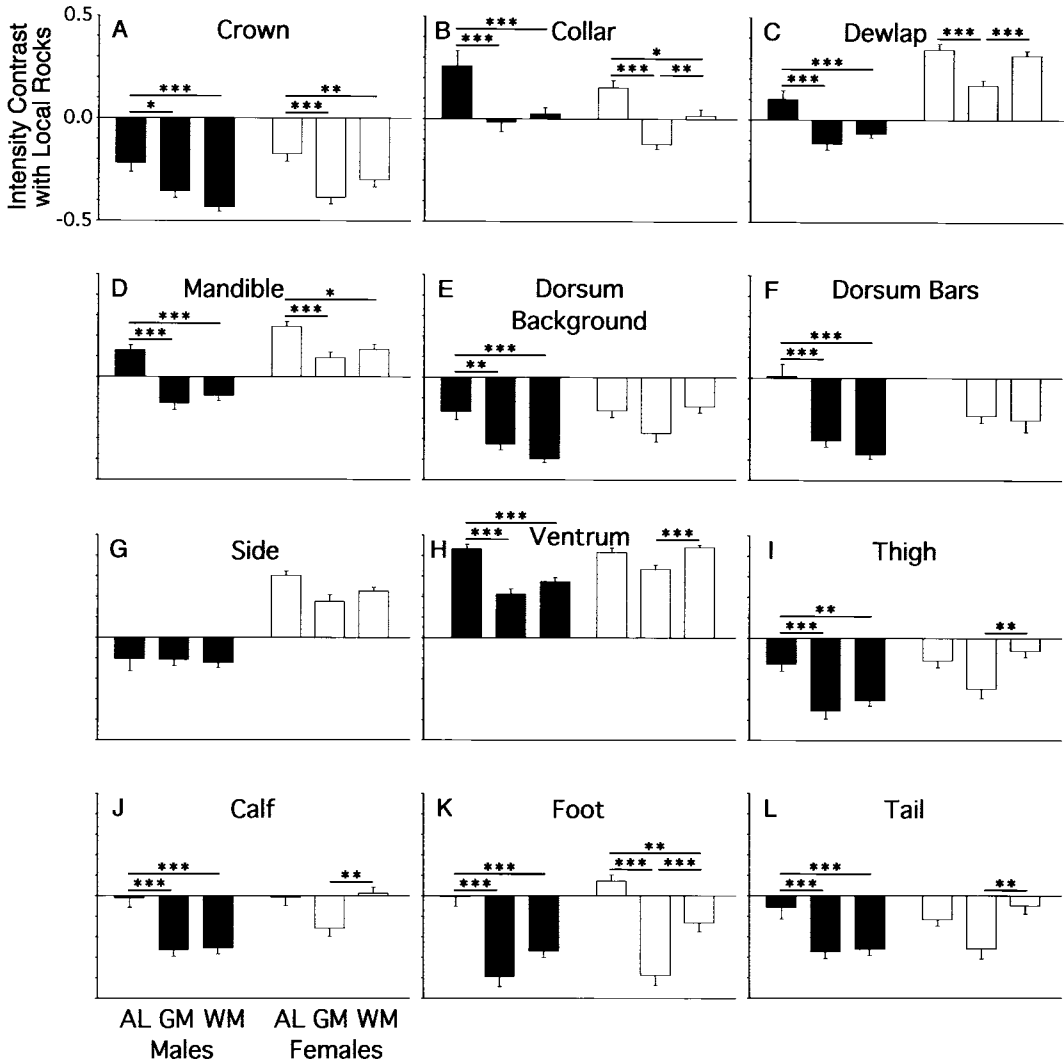 Intensity Contrast
with Local Rocks
0.5
0.0
-0.5
A Crown
* *** *** **
B Collar
*** *** *** ** *
C Dewlap
*** *** *** ***
D Mandible
*** *** *** *
E Dorsum
Background
** ***
F Dorsum Bars
*** ***
G Side
H Ventrum
*** *** ***
I Thigh
*** ** **
J Calf
*** *** **
K Foot
*** *** *** *** **
L Tail
*** *** **
AL GM WM AL GM WM
Males Females